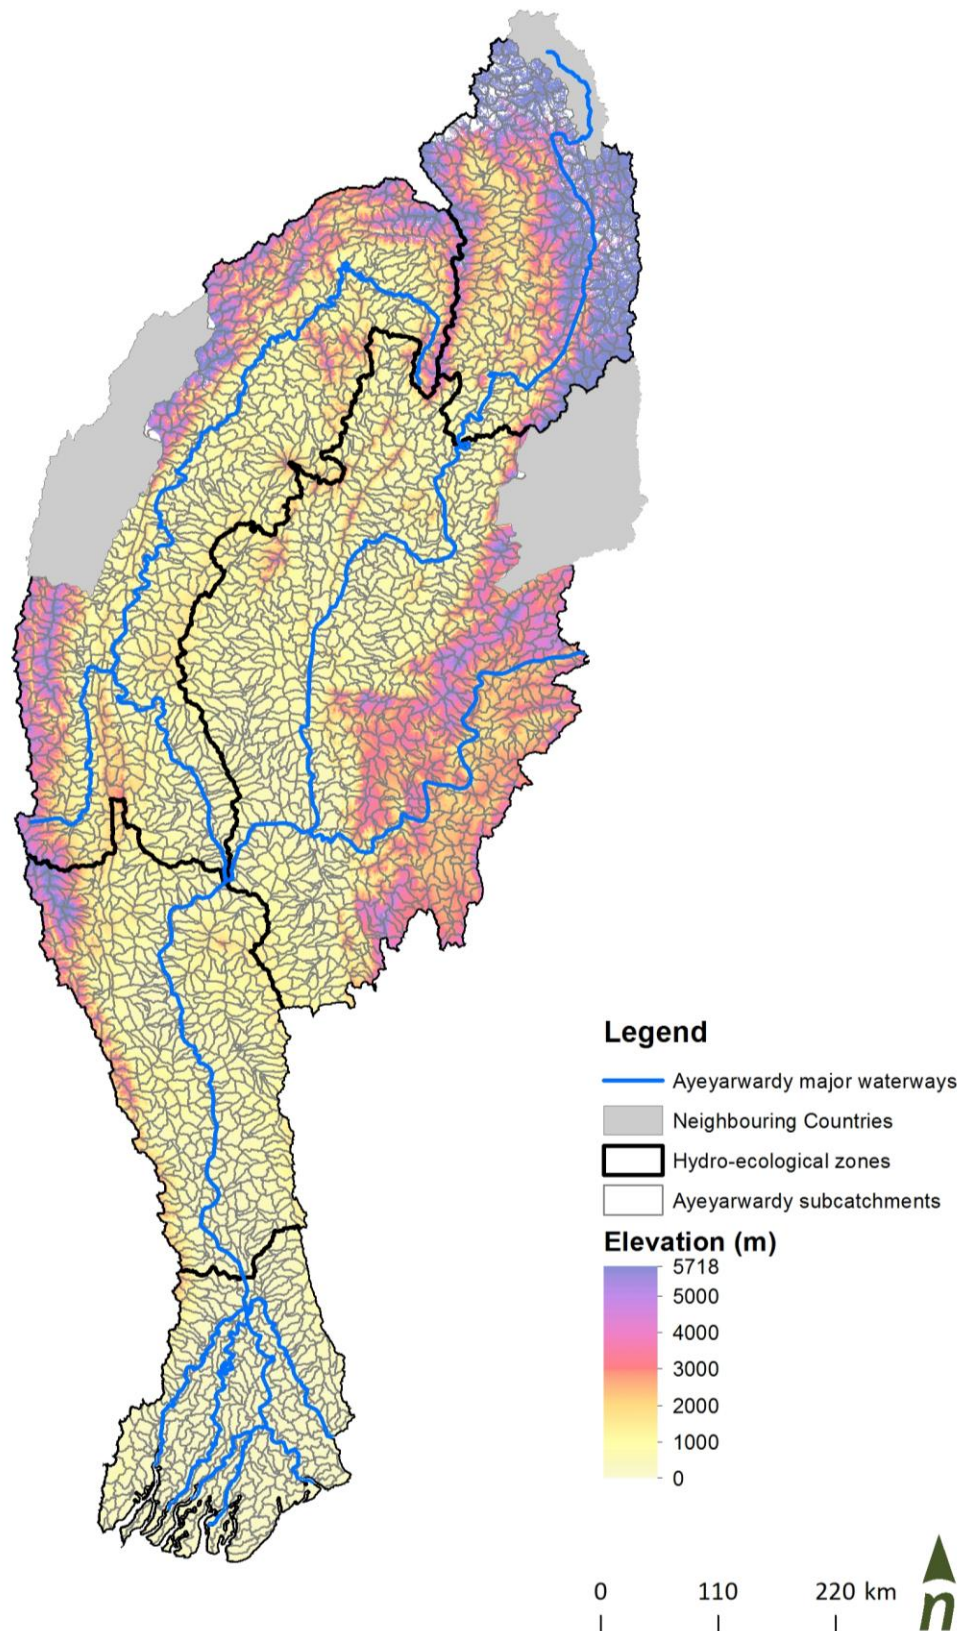 Legend
Ayeyarwardy major waterways
Neighbouring Countries
Hydro-ecological zones
Ayeyarwardy subcatchments
Elevation (m)
5718
5000
4000
3000
2000
1000
0
0 110 220 km
n